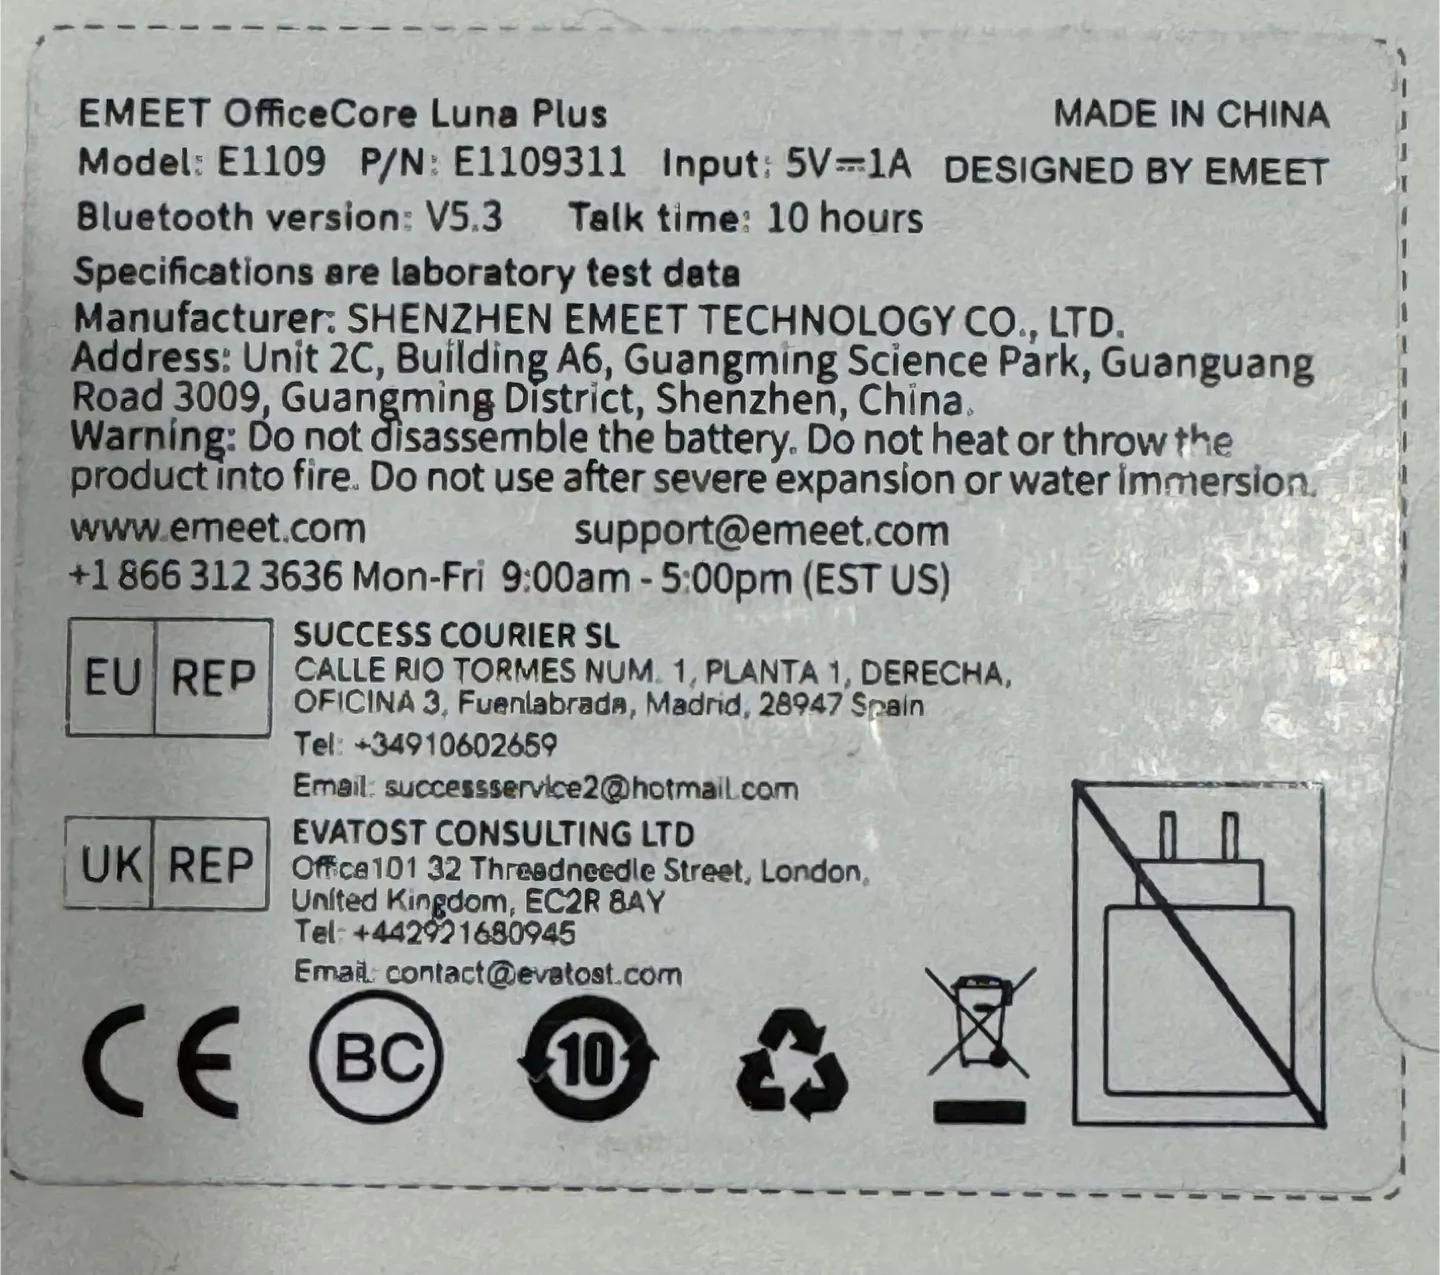 EMEET OfficeCore Luna Plus
MADE IN CHINA
Model: E1109 P/N: E1109311 Input: 5V⎓1A
DESIGNED BY EMEET
Bluetooth version: V5.3 Talk time: 10 hours
Specifications are laboratory test data
Manufacturer: SHENZHEN EMEET TECHNOLOGY CO., LTD.
Address: Unit 2C, Building A6, Guangming Science Park, Guanguang
Road 3009, Guangming District, Shenzhen, China.
Warning: Do not disassemble the battery. Do not heat or throw the
product into fire. Do not use after severe expansion or water immersion.
www.emeet.com support@emeet.com
+1 866 312 3636 Mon-Fri 9:00am - 5:00pm (EST US)
EU REP
SUCCESS COURIER SL
CALLE RIO TORMES NUM. 1, PLANTA 1, DERECHA,
OFICINA 3, Fuenlabrada, Madrid, 28947 Spain
Tel: +34910602659
Email: successservice2@hotmail.com
UK REP
EVATOST CONSULTING LTD
Office101 32 Threadneedle Street, London,
United Kingdom, EC2R 8AY
Tel: +442921680945
Email: contact@evatost.com
CE BC 10